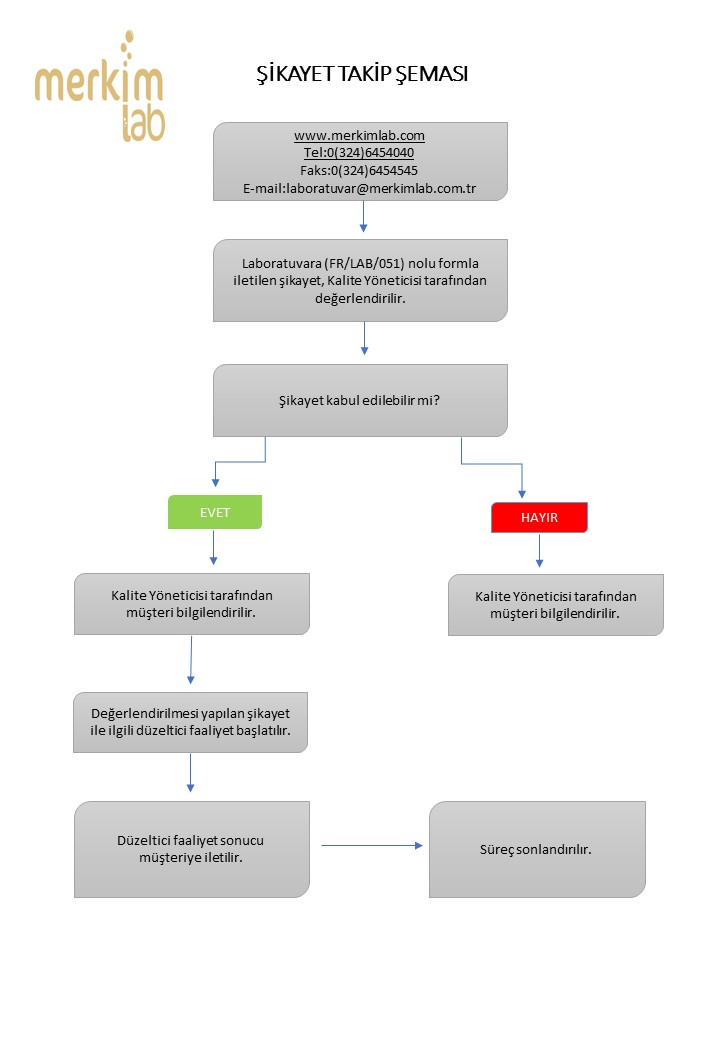 merkim
lab
ŞİKAYET TAKİP ŞEMASI
www.merkimlab.com
Tel:0(324)6454040
Faks:0(324)6454545
E-mail:laboratuvar@merkimlab.com.tr
Laboratuvara (FR/LAB/051) nolu formla
iletilen şikayet, Kalite Yöneticisi tarafından
değerlendirilir.
Şikayet kabul edilebilir mi?
EVET
HAYIR
Kalite Yöneticisi tarafından
müşteri bilgilendirilir.
Kalite Yöneticisi tarafından
müşteri bilgilendirilir.
Değerlendirilmesi yapılan şikayet
ile ilgili düzeltici faaliyet başlatılır.
Düzeltici faaliyet sonucu
müşteriye iletilir.
Süreç sonlandırılır.